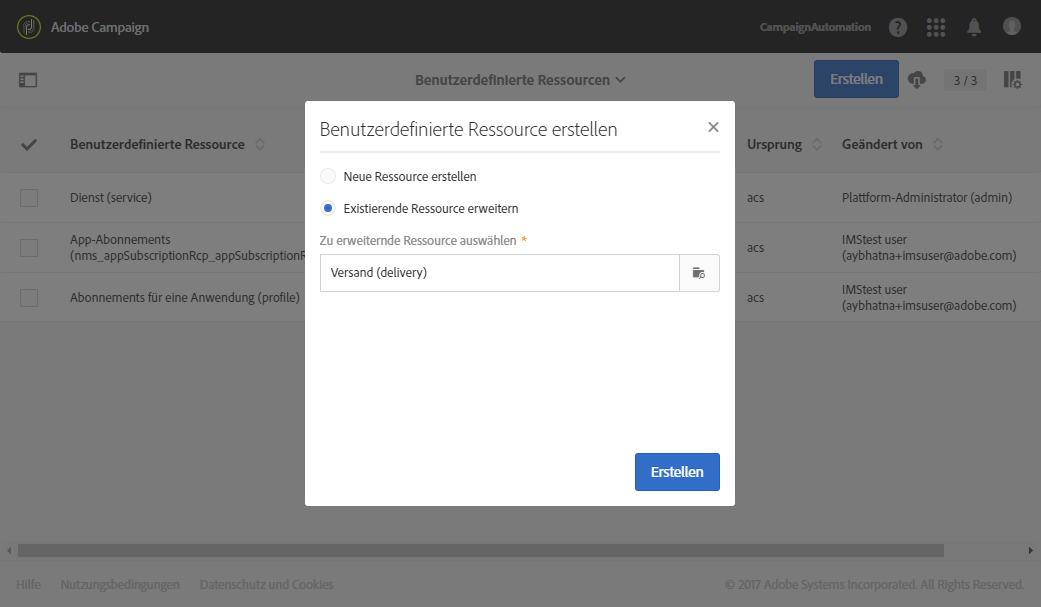 Adobe Campaign
CampaignAutomation
Benutzerdefinierte Ressourcen
Erstellen
3 / 3
Benutzerdefinierte Ressource erstellen
Benutzerdefinierte Ressource
Ursprung
Geändert von
Neue Ressource erstellen
Dienst (service)
acs
Plattform-Administrator (admin)
Existierende Ressource erweitern
Zu erweiternde Ressource auswählen *
App-Abonnements
(nms_appSubscriptionRcp_appSubscriptionR
acs
IMStest user
(aybhatna+imsuser@adobe.com)
Versand (delivery)
Abonnements für eine Anwendung (profile)
acs
IMStest user
(aybhatna+imsuser@adobe.com)
Erstellen
Hilfe
Nutzungsbedingungen
Datenschutz und Cookies
© 2017 Adobe Systems Incorporated. All Rights Reserved.